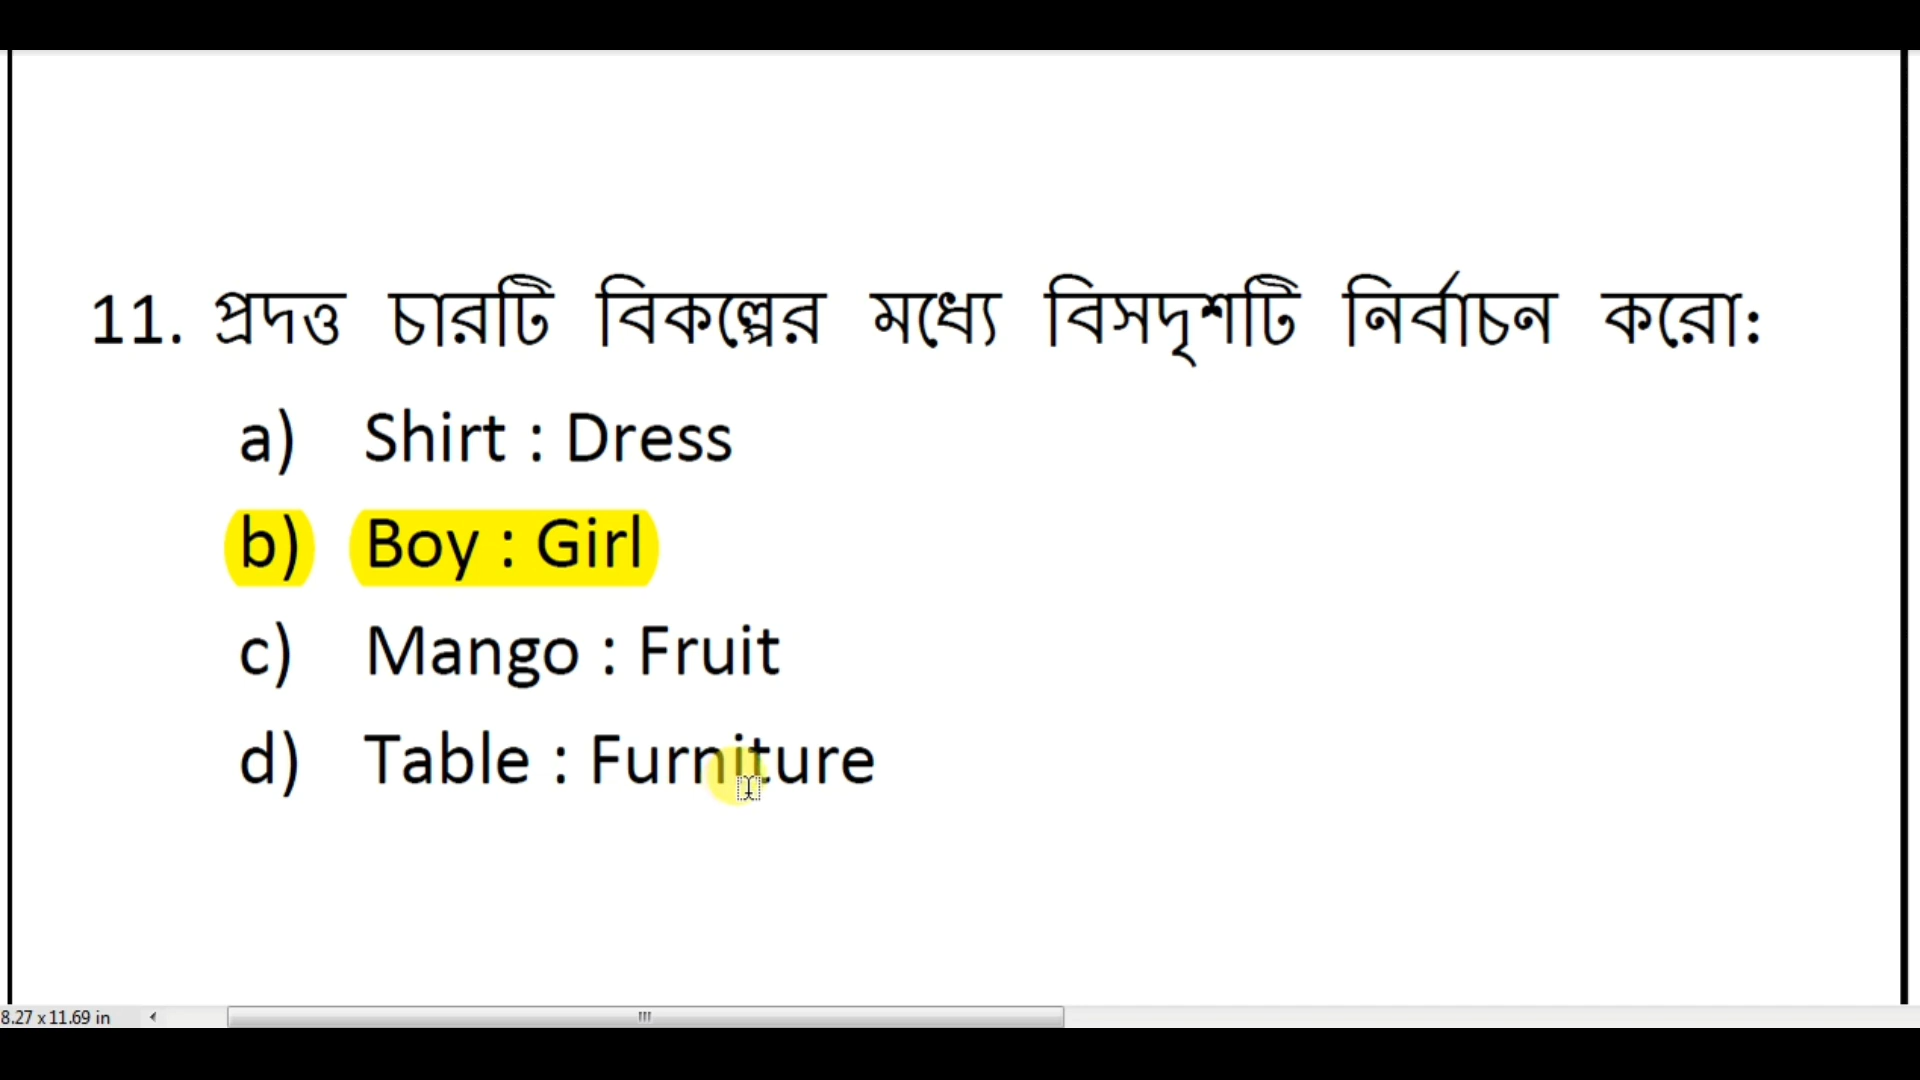 11. প্রদত্ত চারটি বিকল্পের মধ্যে বিসদৃশটি নির্বাচন করো:
a) Shirt : Dress
b) Boy : Girl
c) Mango : Fruit
d) Table : Furniture
8.27 x 11.69 in